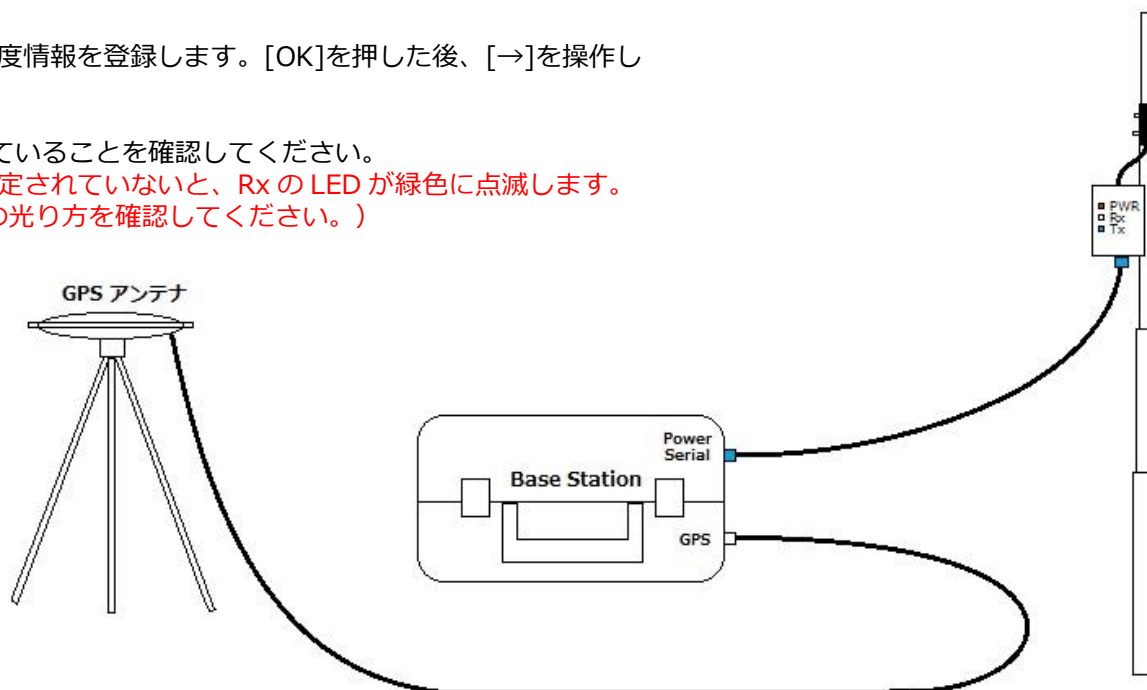 度情報を登録します。[OK]を押した後、[→]を操作し
ていることを確認してください。
定されていないと、Rx の LED が緑色に点滅します。
の光り方を確認してください。）
PWR
Rx
Tx
GPS アンテナ
Power
Serial
Base Station
GPS